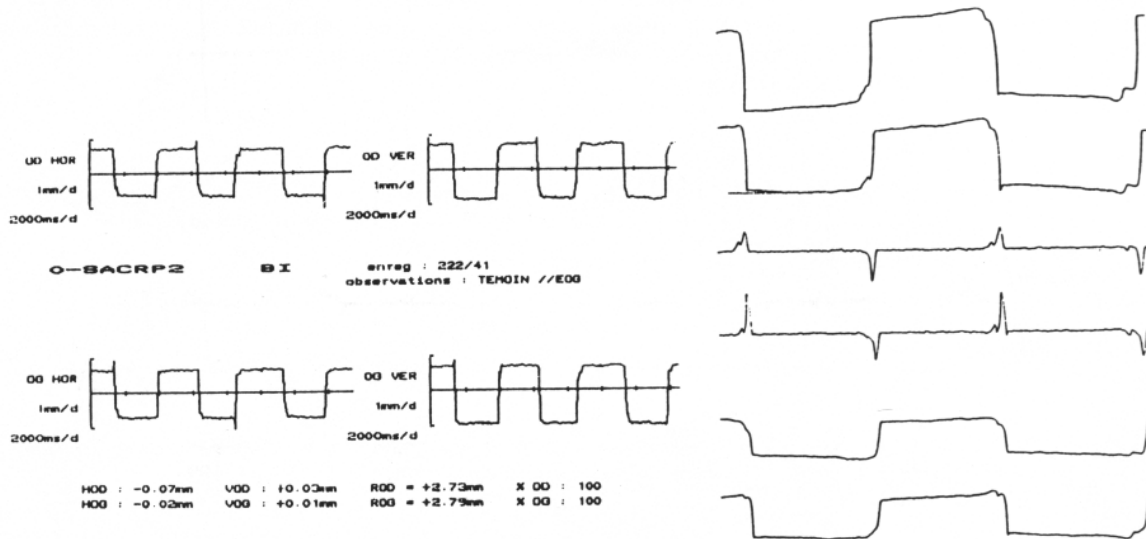 OD HOR
1mm/d
2000ms/d
OD VER
1mm/d
2000ms/d
O-SACRP2 BI enreg : 222/41
observations : TEMOIN //EOG
OG HOR
1mm/d
2000ms/d
OG VER
1mm/d
2000ms/d
HOD : -0.07mm VOD : +0.03mm ROD = +2.73mm % OD : 100
HOG : -0.02mm VOG : +0.01mm ROG = +2.79mm % OG : 100